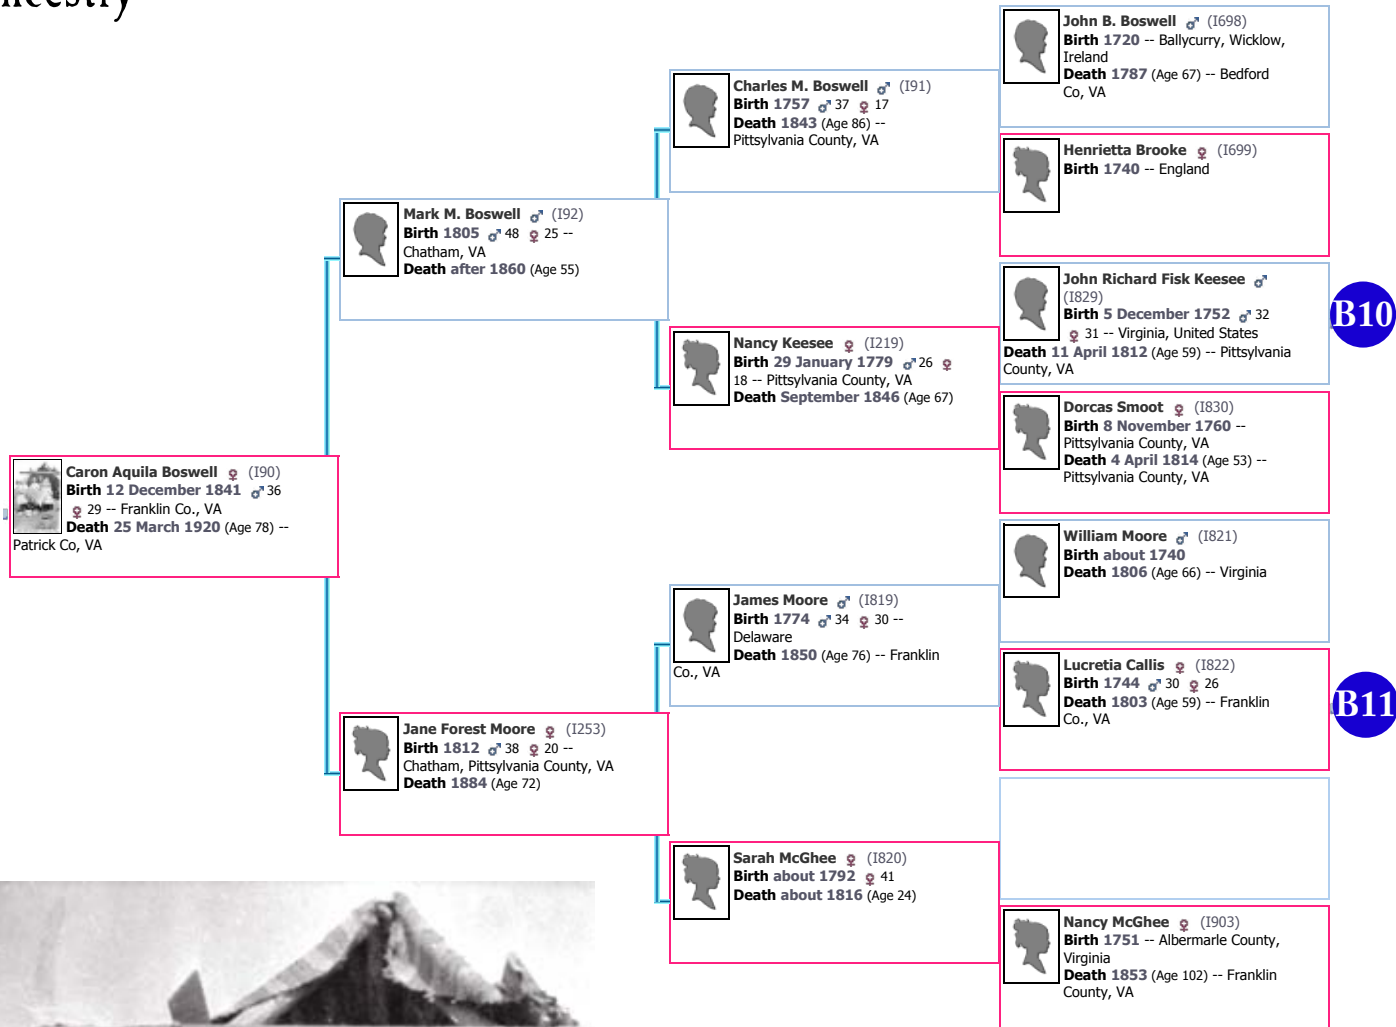 John B. Boswell ♂ (I698)
Birth 1720 -- Ballycurry, Wicklow,
Ireland
Death 1787 (Age 67) -- Bedford
Co, VA
Charles M. Boswell ♂ (I91)
Birth 1757 ♂ 37 ♀ 17
Death 1843 (Age 86) --
Pittsylvania County, VA
Henrietta Brooke ♀ (I699)
Birth 1740 -- England
Mark M. Boswell ♂ (I92)
Birth 1805 ♂ 48 ♀ 25 --
Chatham, VA
Death after 1860 (Age 55)
John Richard Fisk Keesee ♂
(I829)
Birth 5 December 1752 ♂ 32
♀ 31 -- Virginia, United States
Death 11 April 1812 (Age 59) -- Pittsylvania
County, VA
B10
Nancy Keesee ♀ (I219)
Birth 29 January 1779 ♂ 26 ♀
18 -- Pittsylvania County, VA
Death September 1846 (Age 67)
Dorcas Smoot ♀ (I830)
Birth 8 November 1760 --
Pittsylvania County, VA
Death 4 April 1814 (Age 53) --
Pittsylvania County, VA
Caron Aquila Boswell ♀ (I90)
Birth 12 December 1841 ♂ 36
♀ 29 -- Franklin Co., VA
Death 25 March 1920 (Age 78) --
Patrick Co, VA
William Moore ♂ (I821)
Birth about 1740
Death 1806 (Age 66) -- Virginia
James Moore ♂ (I819)
Birth 1774 ♂ 34 ♀ 30 --
Delaware
Death 1850 (Age 76) -- Franklin
Co., VA
Lucretia Callis ♀ (I822)
Birth 1744 ♂ 30 ♀ 26
Death 1803 (Age 59) -- Franklin
Co., VA
B11
Jane Forest Moore ♀ (I253)
Birth 1812 ♂ 38 ♀ 20 --
Chatham, Pittsylvania County, VA
Death 1884 (Age 72)
Sarah McGhee ♀ (I820)
Birth about 1792 ♀ 41
Death about 1816 (Age 24)
Nancy McGhee ♀ (I903)
Birth 1751 -- Albermarle County,
Virginia
Death 1853 (Age 102) -- Franklin
County, VA